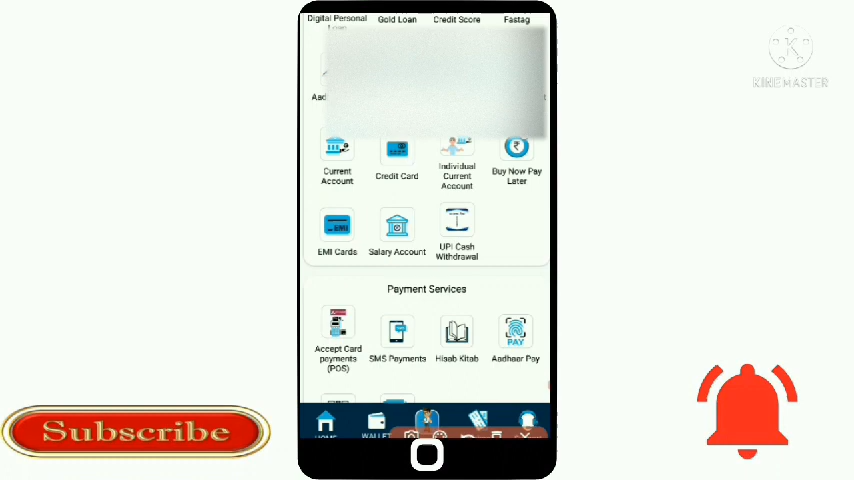 Digital Personal
Gold Loan
Credit Score
Fastag
KINEMASTER
Current
Account
Credit Card
Individual
Current
Account
Buy Now Pay
Later
EMI
EMI Cards
Salary Account
UPI Cash
Withdrawal
Payment Services
Accept Card
payments
(POS)
SMS Payments
Hisab Kitab
PAY
Aadhaar Pay
HOME
WALLET
Subscribe